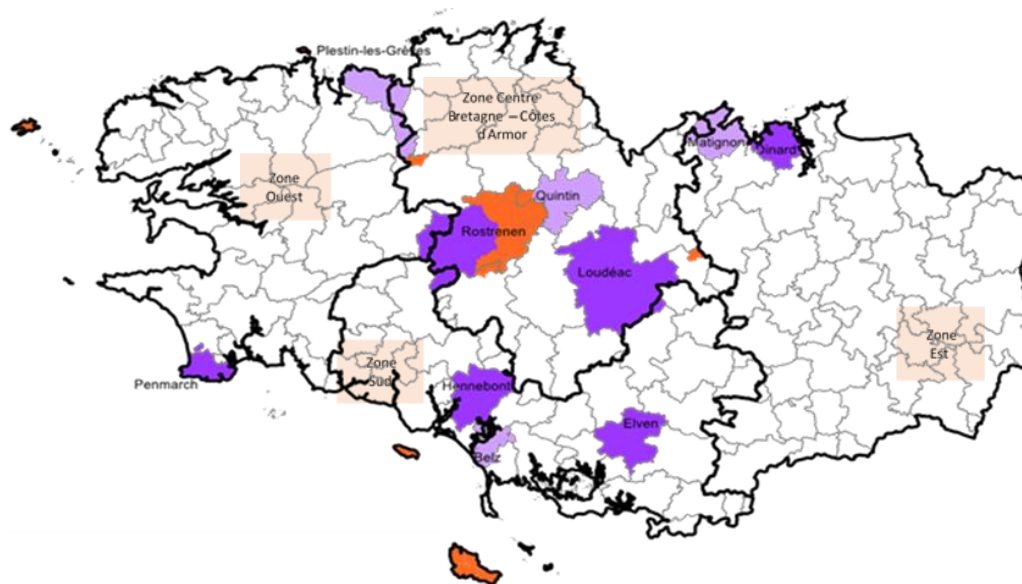 Plestin-les-Grèves
Zone Centre
Bretagne – Côtes
d'Armor
Matignon
Dinard
Zone
Ouest
Quintin
Rostrenen
Loudéac
Zone
Est
Zone
Sud
Penmarch
Hennebont
Elven
Belz